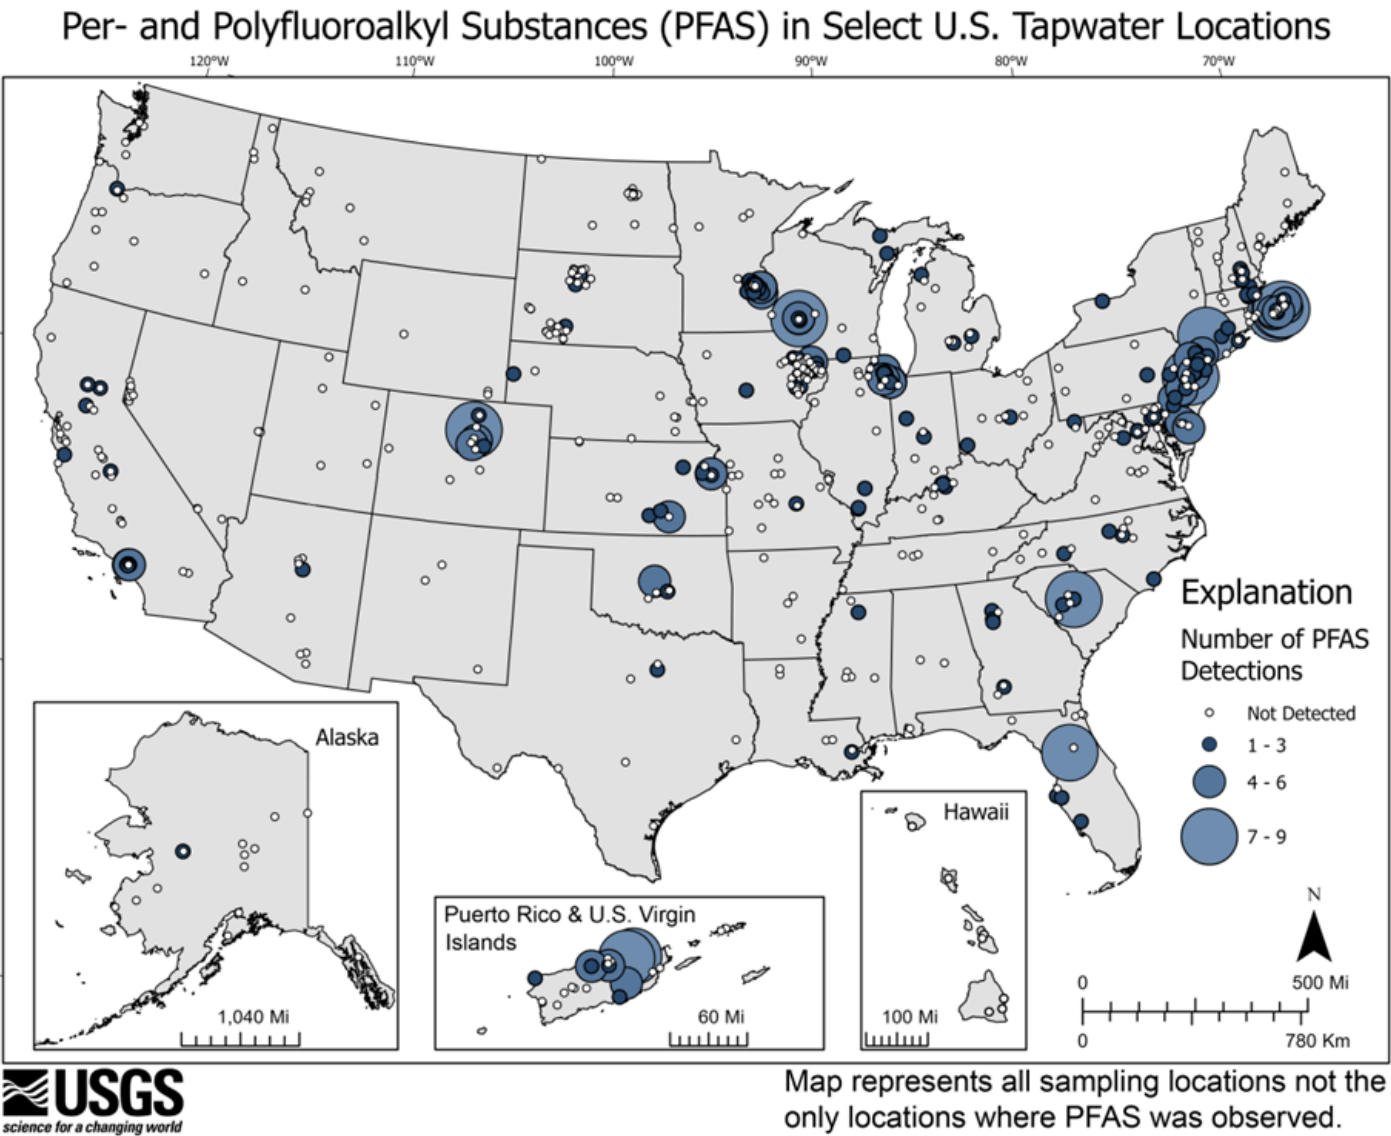 Per- and Polyfluoroalkyl Substances (PFAS) in Select U.S. Tapwater Locations
120°W 110°W 100°W 90°W 80°W 70°W
Explanation
Number of PFAS
Detections
Not Detected
1 - 3
4 - 6
7 - 9
Alaska
1,040 Mi
Puerto Rico & U.S. Virgin
Islands
60 Mi
Hawaii
100 Mi
N
0 500 Mi
0 780 Km
USGS
science for a changing world
Map represents all sampling locations not the
only locations where PFAS was observed.